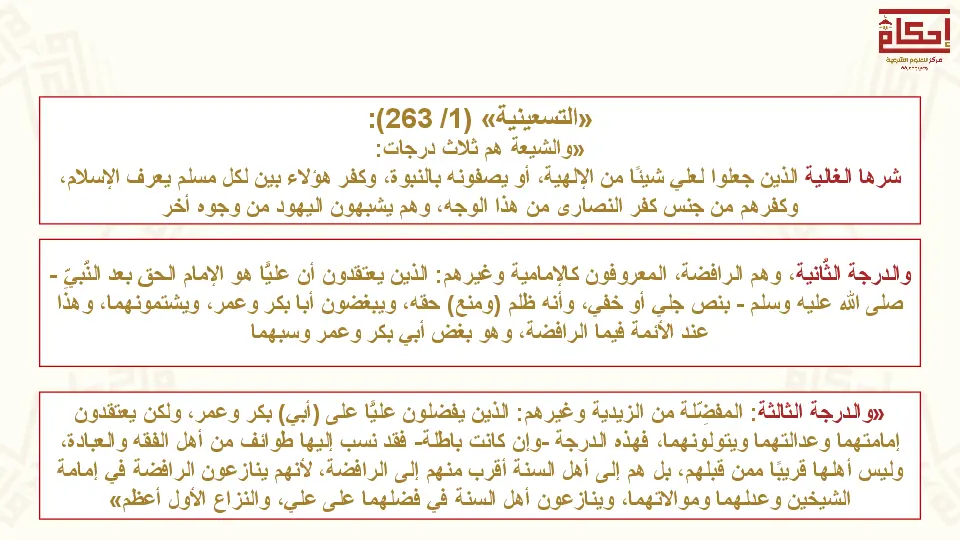 إحكام
مركز للعلوم الشرعية
«التسعينية» (1/ 263):
«والشيعة هم ثلاث درجات:
شرها الغالية الذين جعلوا لعلي شيئًا من الإلهية، أو يصفونه بالنبوة، وكفر هؤلاء بين لكل مسلم يعرف الإسلام،
وكفرهم من جنس كفر النصارى من هذا الوجه، وهم يشبهون اليهود من وجوه أخر
والدرجة الثَّانية، وهم الرافضة، المعروفون كالإمامية وغيرهم: الذين يعتقدون أن عليًّا هو الإمام الحق بعد النَّبيِّ -
صلى الله عليه وسلم - بنص جلي أو خفي، وأنه ظلم (ومنع) حقه، ويبغضون أبا بكر وعمر، ويشتمونهما، وهذا
عند الأئمة فيما الرافضة، وهو بغض أبي بكر وعمر وسبهما
«والدرجة الثالثة: المفضِّلة من الزيدية وغيرهم: الذين يفضلون عليًّا على (أبي) بكر وعمر، ولكن يعتقدون
إمامتهما وعدالتهما ويتولونهما، فهذه الدرجة -وإن كانت باطلة- فقد نسب إليها طوائف من أهل الفقه والعبادة،
وليس أهلها قريبًا ممن قبلهم، بل هم إلى أهل السنة أقرب منهم إلى الرافضة، لأنهم ينازعون الرافضة في إمامة
الشيخين وعدلهما وموالاتهما، وينازعون أهل السنة في فضلهما على علي، والنزاع الأول أعظم»